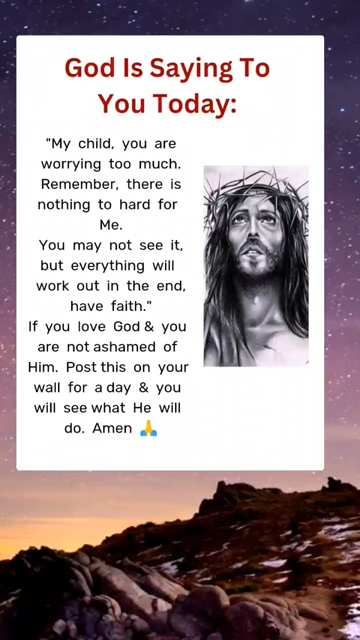 God Is Saying To
You Today:
"My child, you are
worrying too much.
Remember, there is
nothing to hard for
Me.
You may not see it,
but everything will
work out in the end,
have faith."
If you love God & you
are not ashamed of
Him. Post this on your
wall for a day & you
will see what He will
do. Amen 🙏